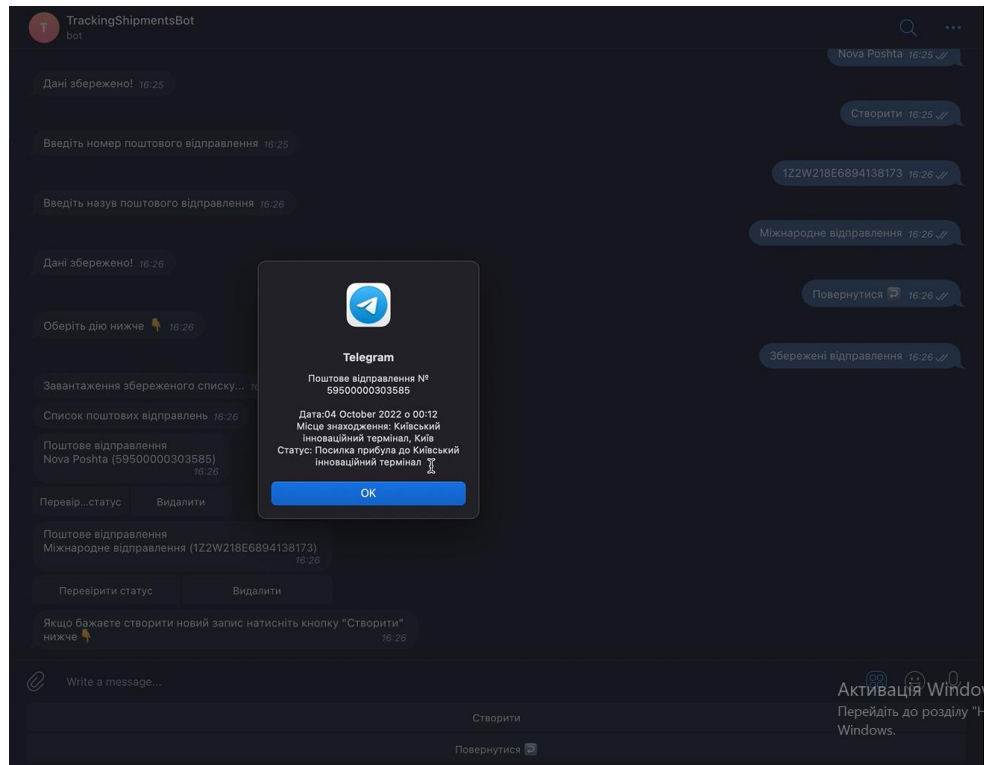 T
TrackingShipmentsBot
bot
Nova Poshta 16:25
Дані збережено! 16:25
Створити 16:25
Введіть номер поштового відправлення 16:25
1Z2W218E6894138173 16:26
Введіть назув поштового відправлення 16:26
Міжнародне відправлення 16:26
Дані збережено! 16:26
Повернутися 16:26
Оберіть дію нижче 👇 16:26
Збережені відправлення 16:26
Завантаження збереженого списку...
Список поштових відправлень 16:26
Поштове відправлення
Nova Poshta (59500000303585)
16:26
Перевір...статус Видалити
Поштове відправлення
Міжнародне відправлення (1Z2W218E6894138173)
16:26
Перевірити статус Видалити
Якщо бажаєте створити новий запис натисніть кнопку "Створити"
нижче 👇 16:26
Telegram
Поштове відправлення №
59500000303585
Дата:04 October 2022 о 00:12
Місце знаходження: Київський
інноваційний термінал, Київ
Статус: Посилка прибула до Київський
інноваційний термінал
OK
Write a message...
Створити
Повернутися
Активація Window
Перейдіть до розділу "Н
Windows.